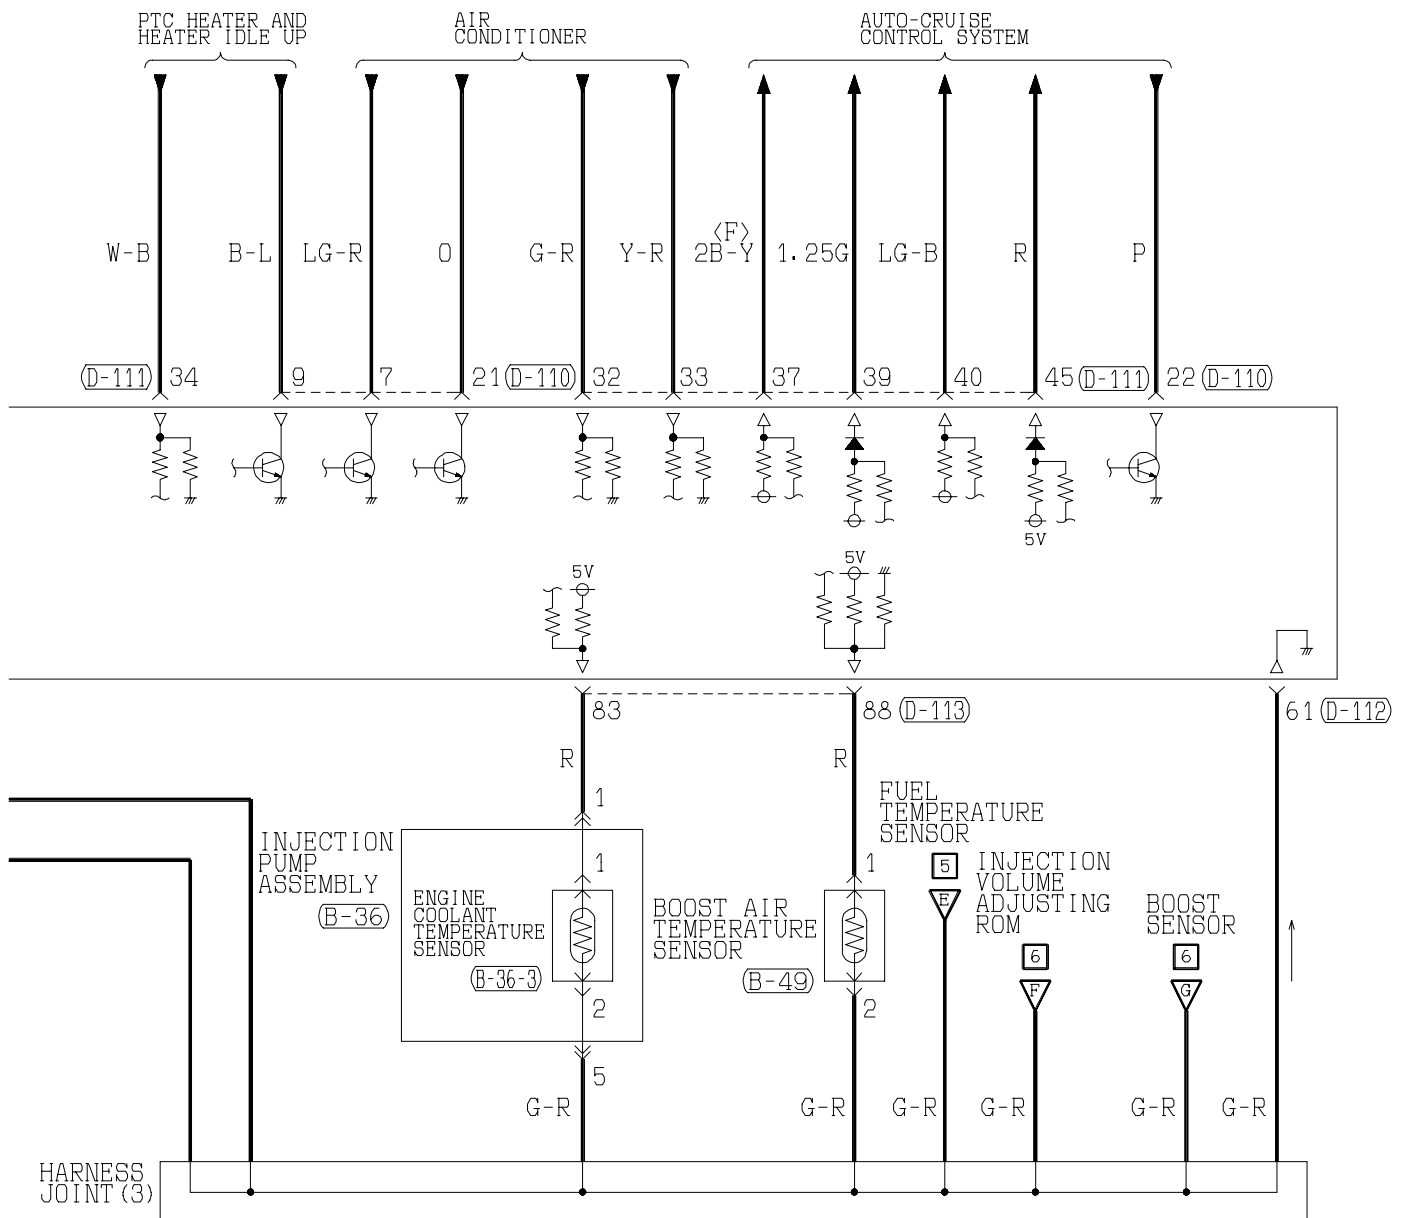 PTC HEATER AND
HEATER IDLE UP
AIR
CONDITIONER
AUTO-CRUISE
CONTROL SYSTEM
W-B
B-L
LG-R
O
G-R
Y-R
<F>
2B-Y
1.25G
LG-B
R
P
D-111
34
9
7
21
D-110
32
33
37
39
40
45
D-111
22
D-110
5V
5V
5V
83
88
D-113
61
D-112
R
R
1
1
INJECTION
PUMP
ASSEMBLY
B-36
ENGINE
COOLANT
TEMPERATURE
SENSOR
B-36-3
2
5
BOOST AIR
TEMPERATURE
SENSOR
B-49
1
2
FUEL
TEMPERATURE
SENSOR
5
E
INJECTION
VOLUME
ADJUSTING
ROM
6
F
BOOST
SENSOR
6
G
G-R
G-R
G-R
G-R
G-R
G-R
HARNESS
JOINT(3)